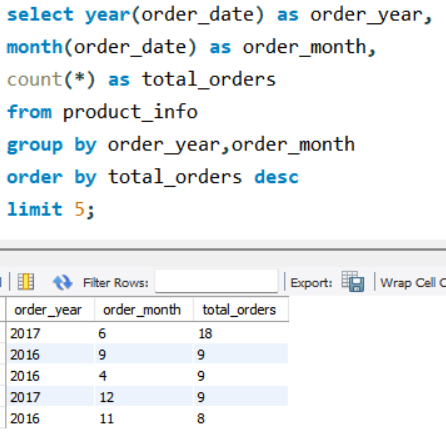 select year(order_date) as order_year,
month(order_date) as order_month,
count(*) as total_orders
from product_info
group by order_year,order_month
order by total_orders desc
limit 5;
Filter Rows: Export: Wrap Cell C
order_year order_month total_orders
2017 6 18
2016 9 9
2016 4 9
2017 12 9
2016 11 8